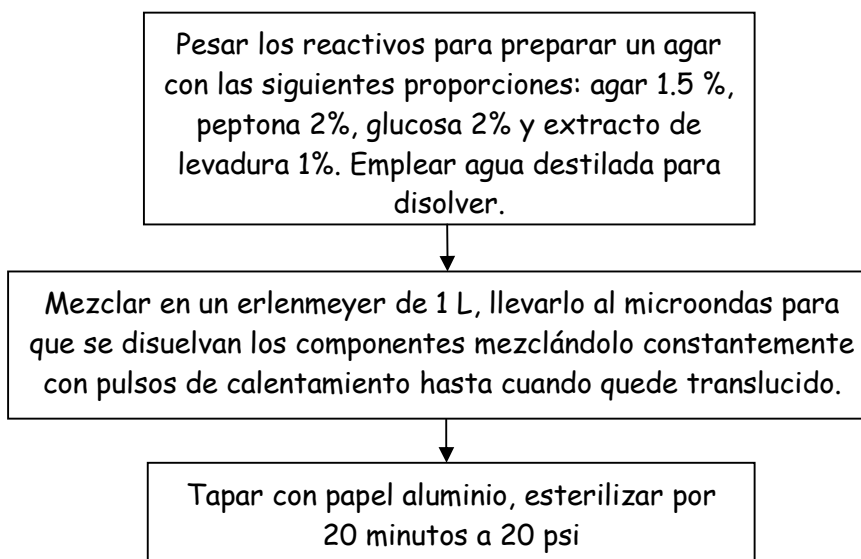 Pesar los reactivos para preparar un agar
con las siguientes proporciones: agar 1.5 %,
peptona 2%, glucosa 2% y extracto de
levadura 1%. Emplear agua destilada para
disolver.
Mezclar en un erlenmeyer de 1 L, llevarlo al microondas para
que se disuelvan los componentes mezclándolo constantemente
con pulsos de calentamiento hasta cuando quede translucido.
Tapar con papel aluminio, esterilizar por
20 minutos a 20 psi